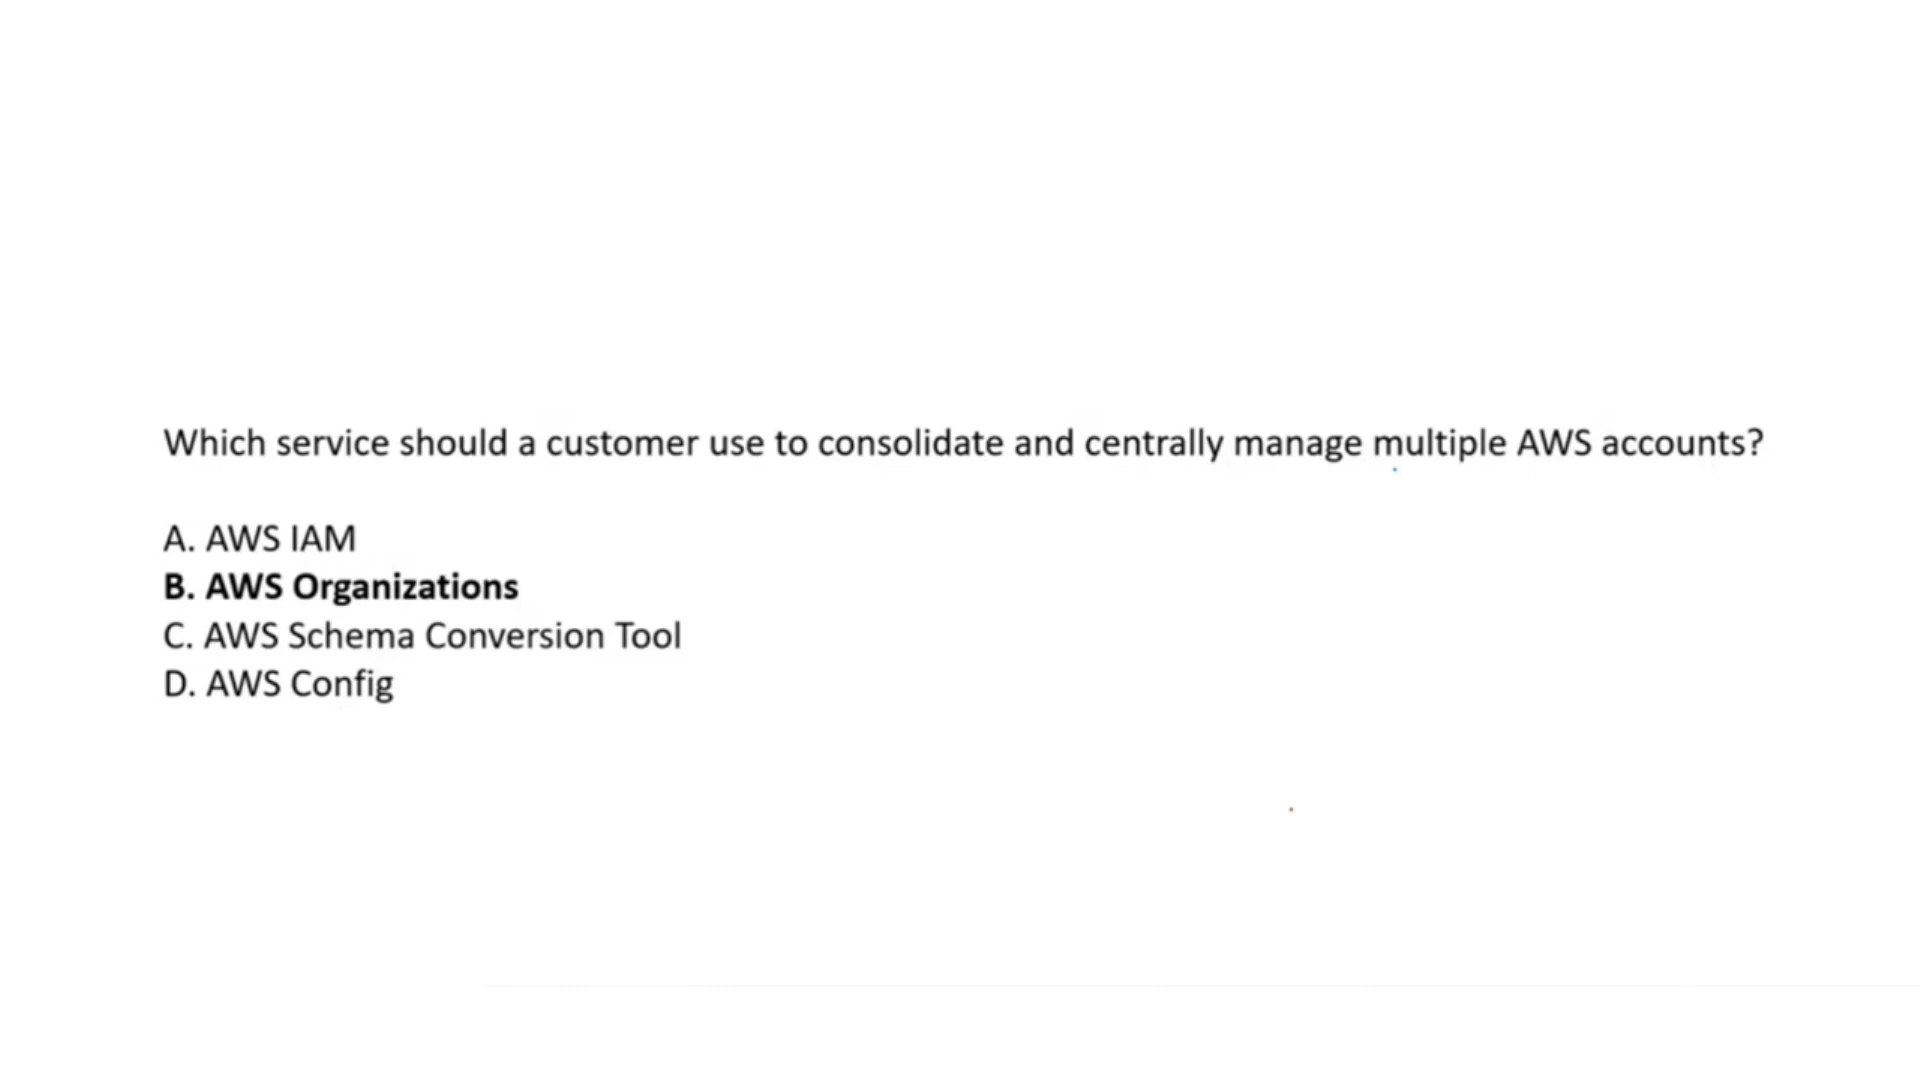 Which service should a customer use to consolidate and centrally manage multiple AWS accounts?
A. AWS IAM
B. AWS Organizations
C. AWS Schema Conversion Tool
D. AWS Config